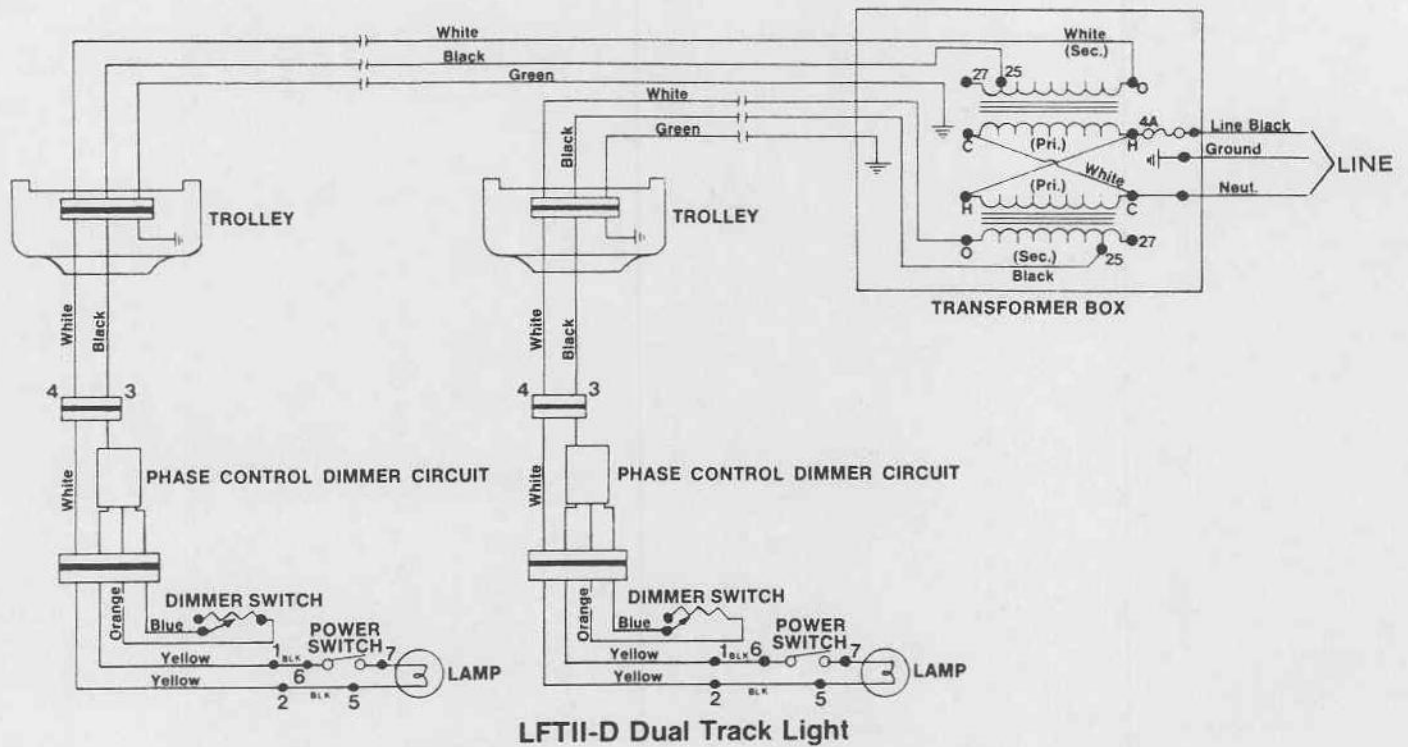 White
White
(Sec.)
Black
27 25
O
Green
White
4A
Line Black
Black
Green
C
(Pri.)
H
Ground
LINE
White
(Pri.)
Neut.
TROLLEY
TROLLEY
H
C
O
(Sec.)
27
25
Black
TRANSFORMER BOX
White
Black
White
Black
4 3
4 3
White
PHASE CONTROL DIMMER CIRCUIT
White
PHASE CONTROL DIMMER CIRCUIT
Orange
DIMMER SWITCH
Blue
POWER
SWITCH
Yellow
1 BLK 6 7
Yellow
2 BLK 5
LAMP
Orange
DIMMER SWITCH
Blue
POWER
SWITCH
Yellow
1 BLK 6 7
Yellow
2 BLK 5
LAMP
LFTII-D Dual Track Light